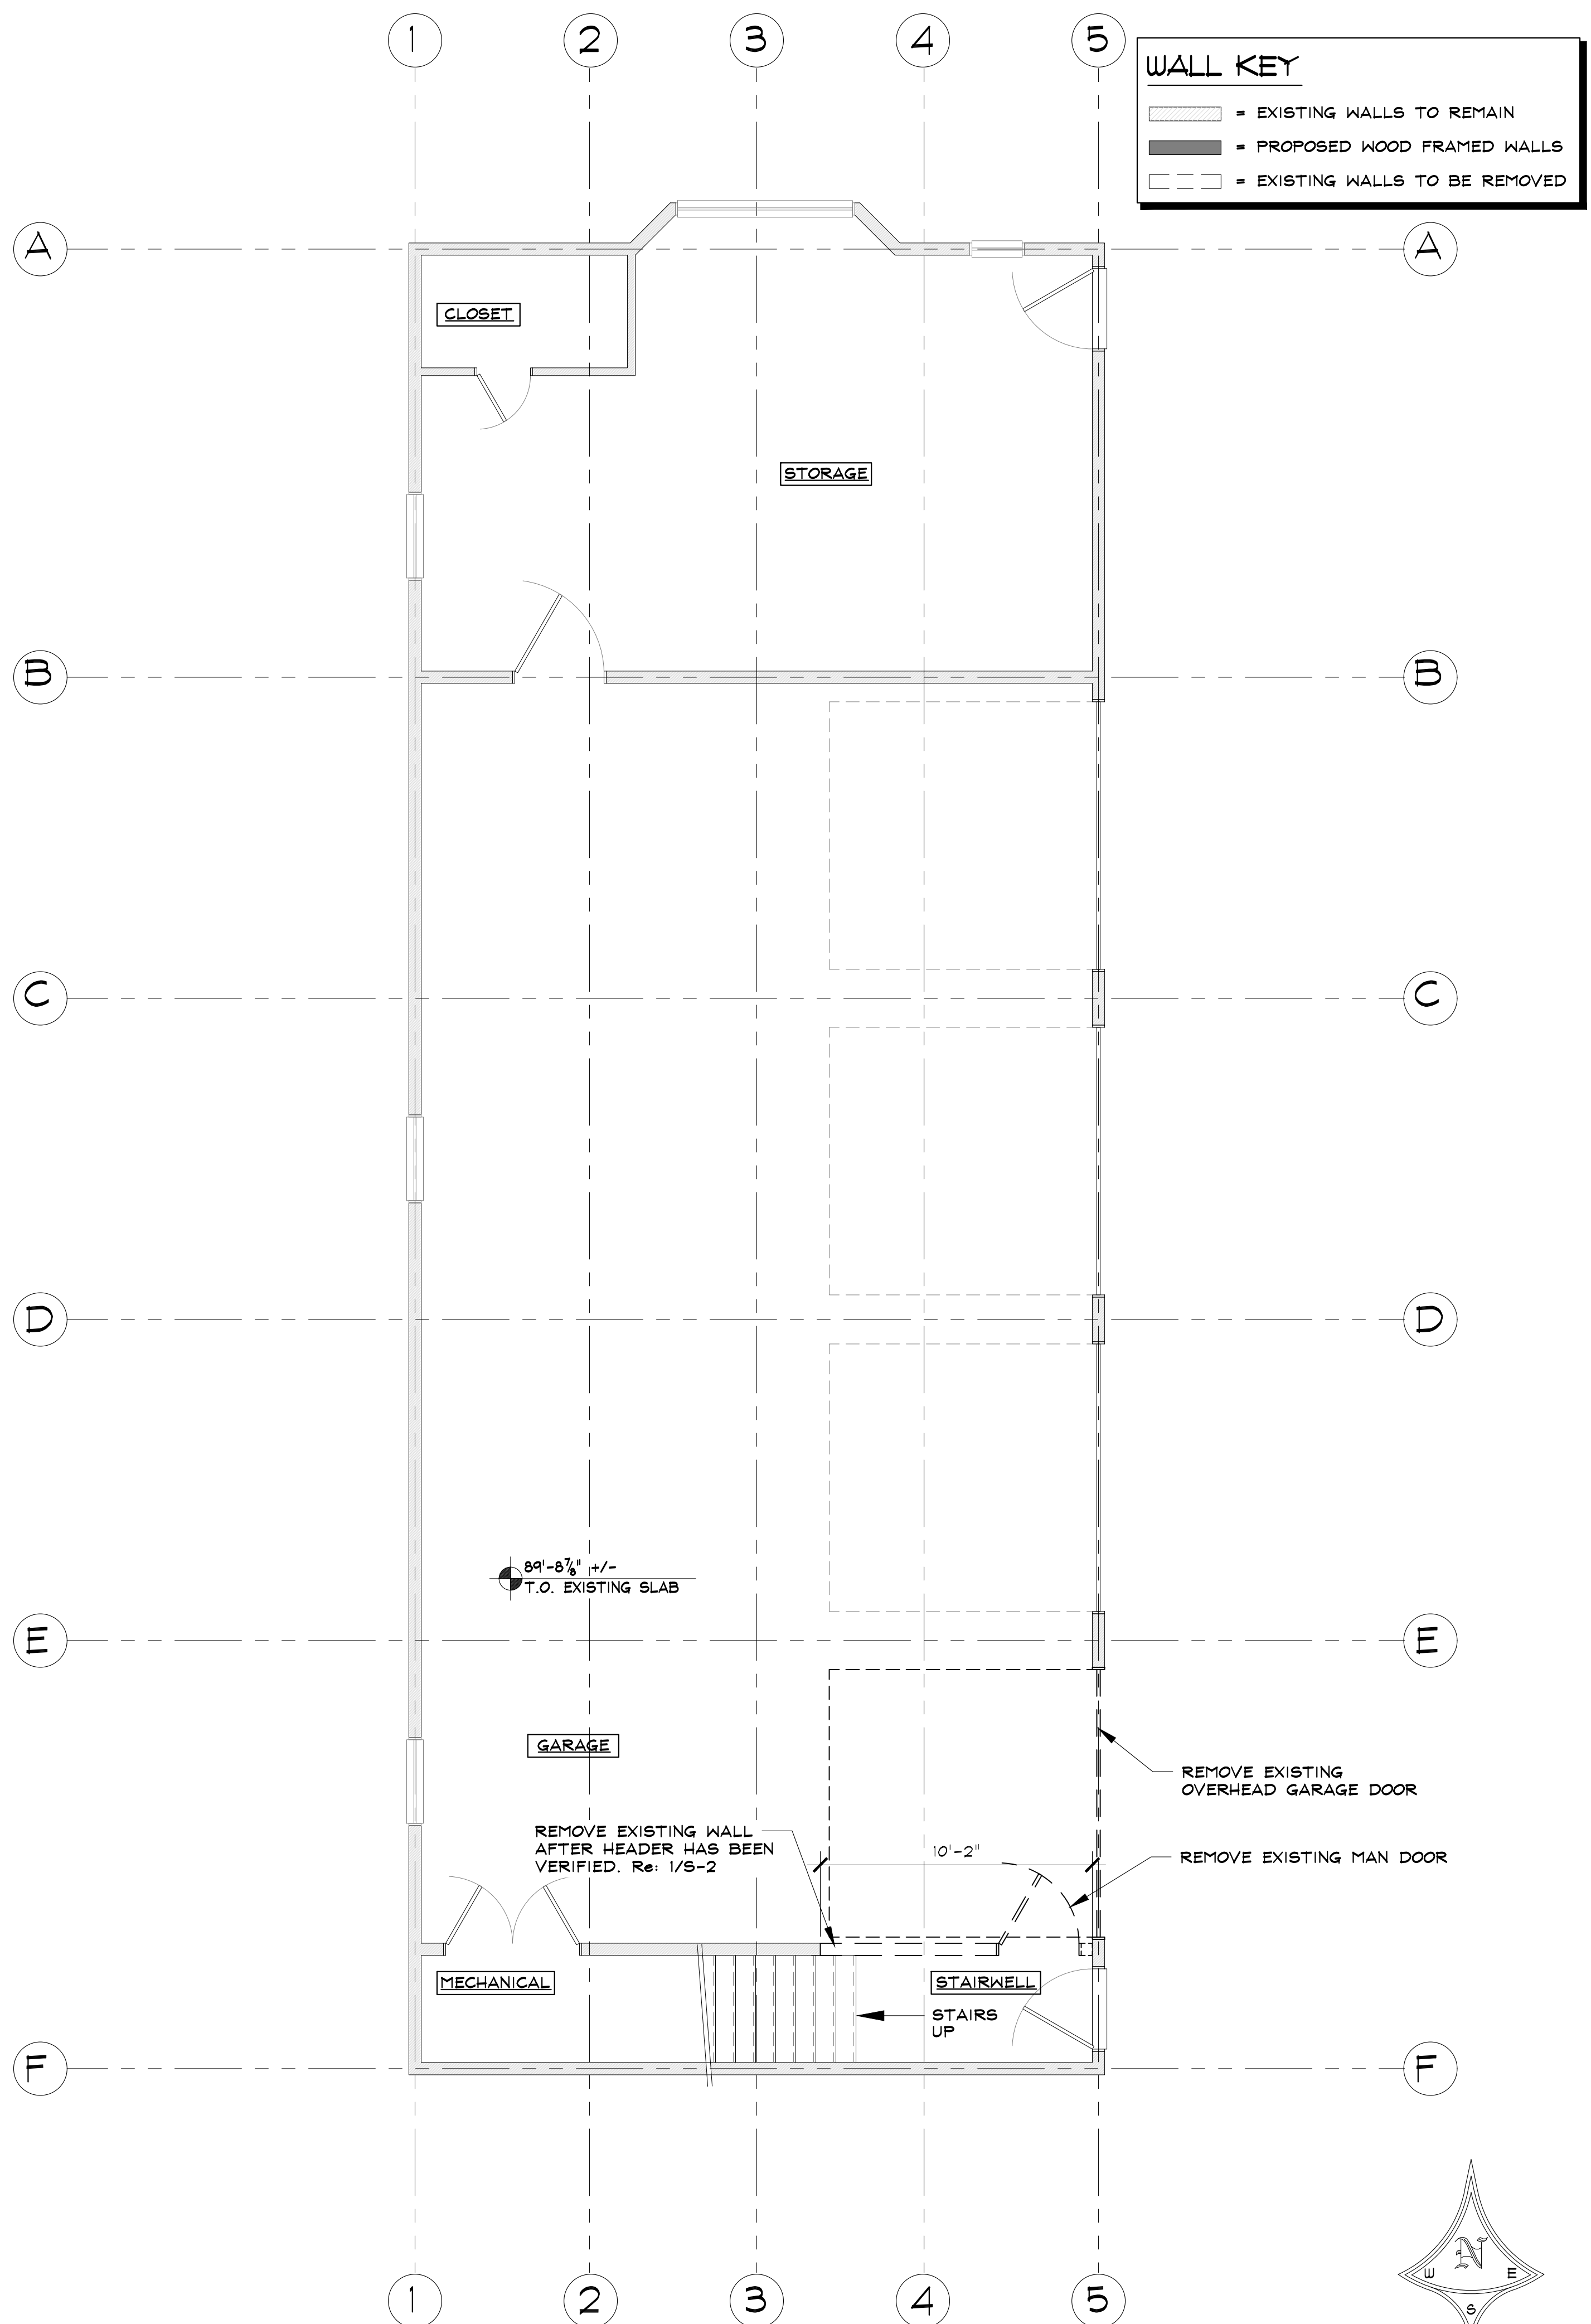 1 2 3 4 5
WALL KEY
= EXISTING WALLS TO REMAIN
= PROPOSED WOOD FRAMED WALLS
= EXISTING WALLS TO BE REMOVED
A A
CLOSET
STORAGE
B B
C C
D D
89'-8⅞" +/-
T.O. EXISTING SLAB
E E
GARAGE
REMOVE EXISTING
OVERHEAD GARAGE DOOR
REMOVE EXISTING WALL
AFTER HEADER HAS BEEN
VERIFIED. Re: 1/S-2
10'-2"
REMOVE EXISTING MAN DOOR
MECHANICAL
STAIRWELL
STAIRS
UP
F F
N
W E
S
1 2 3 4 5